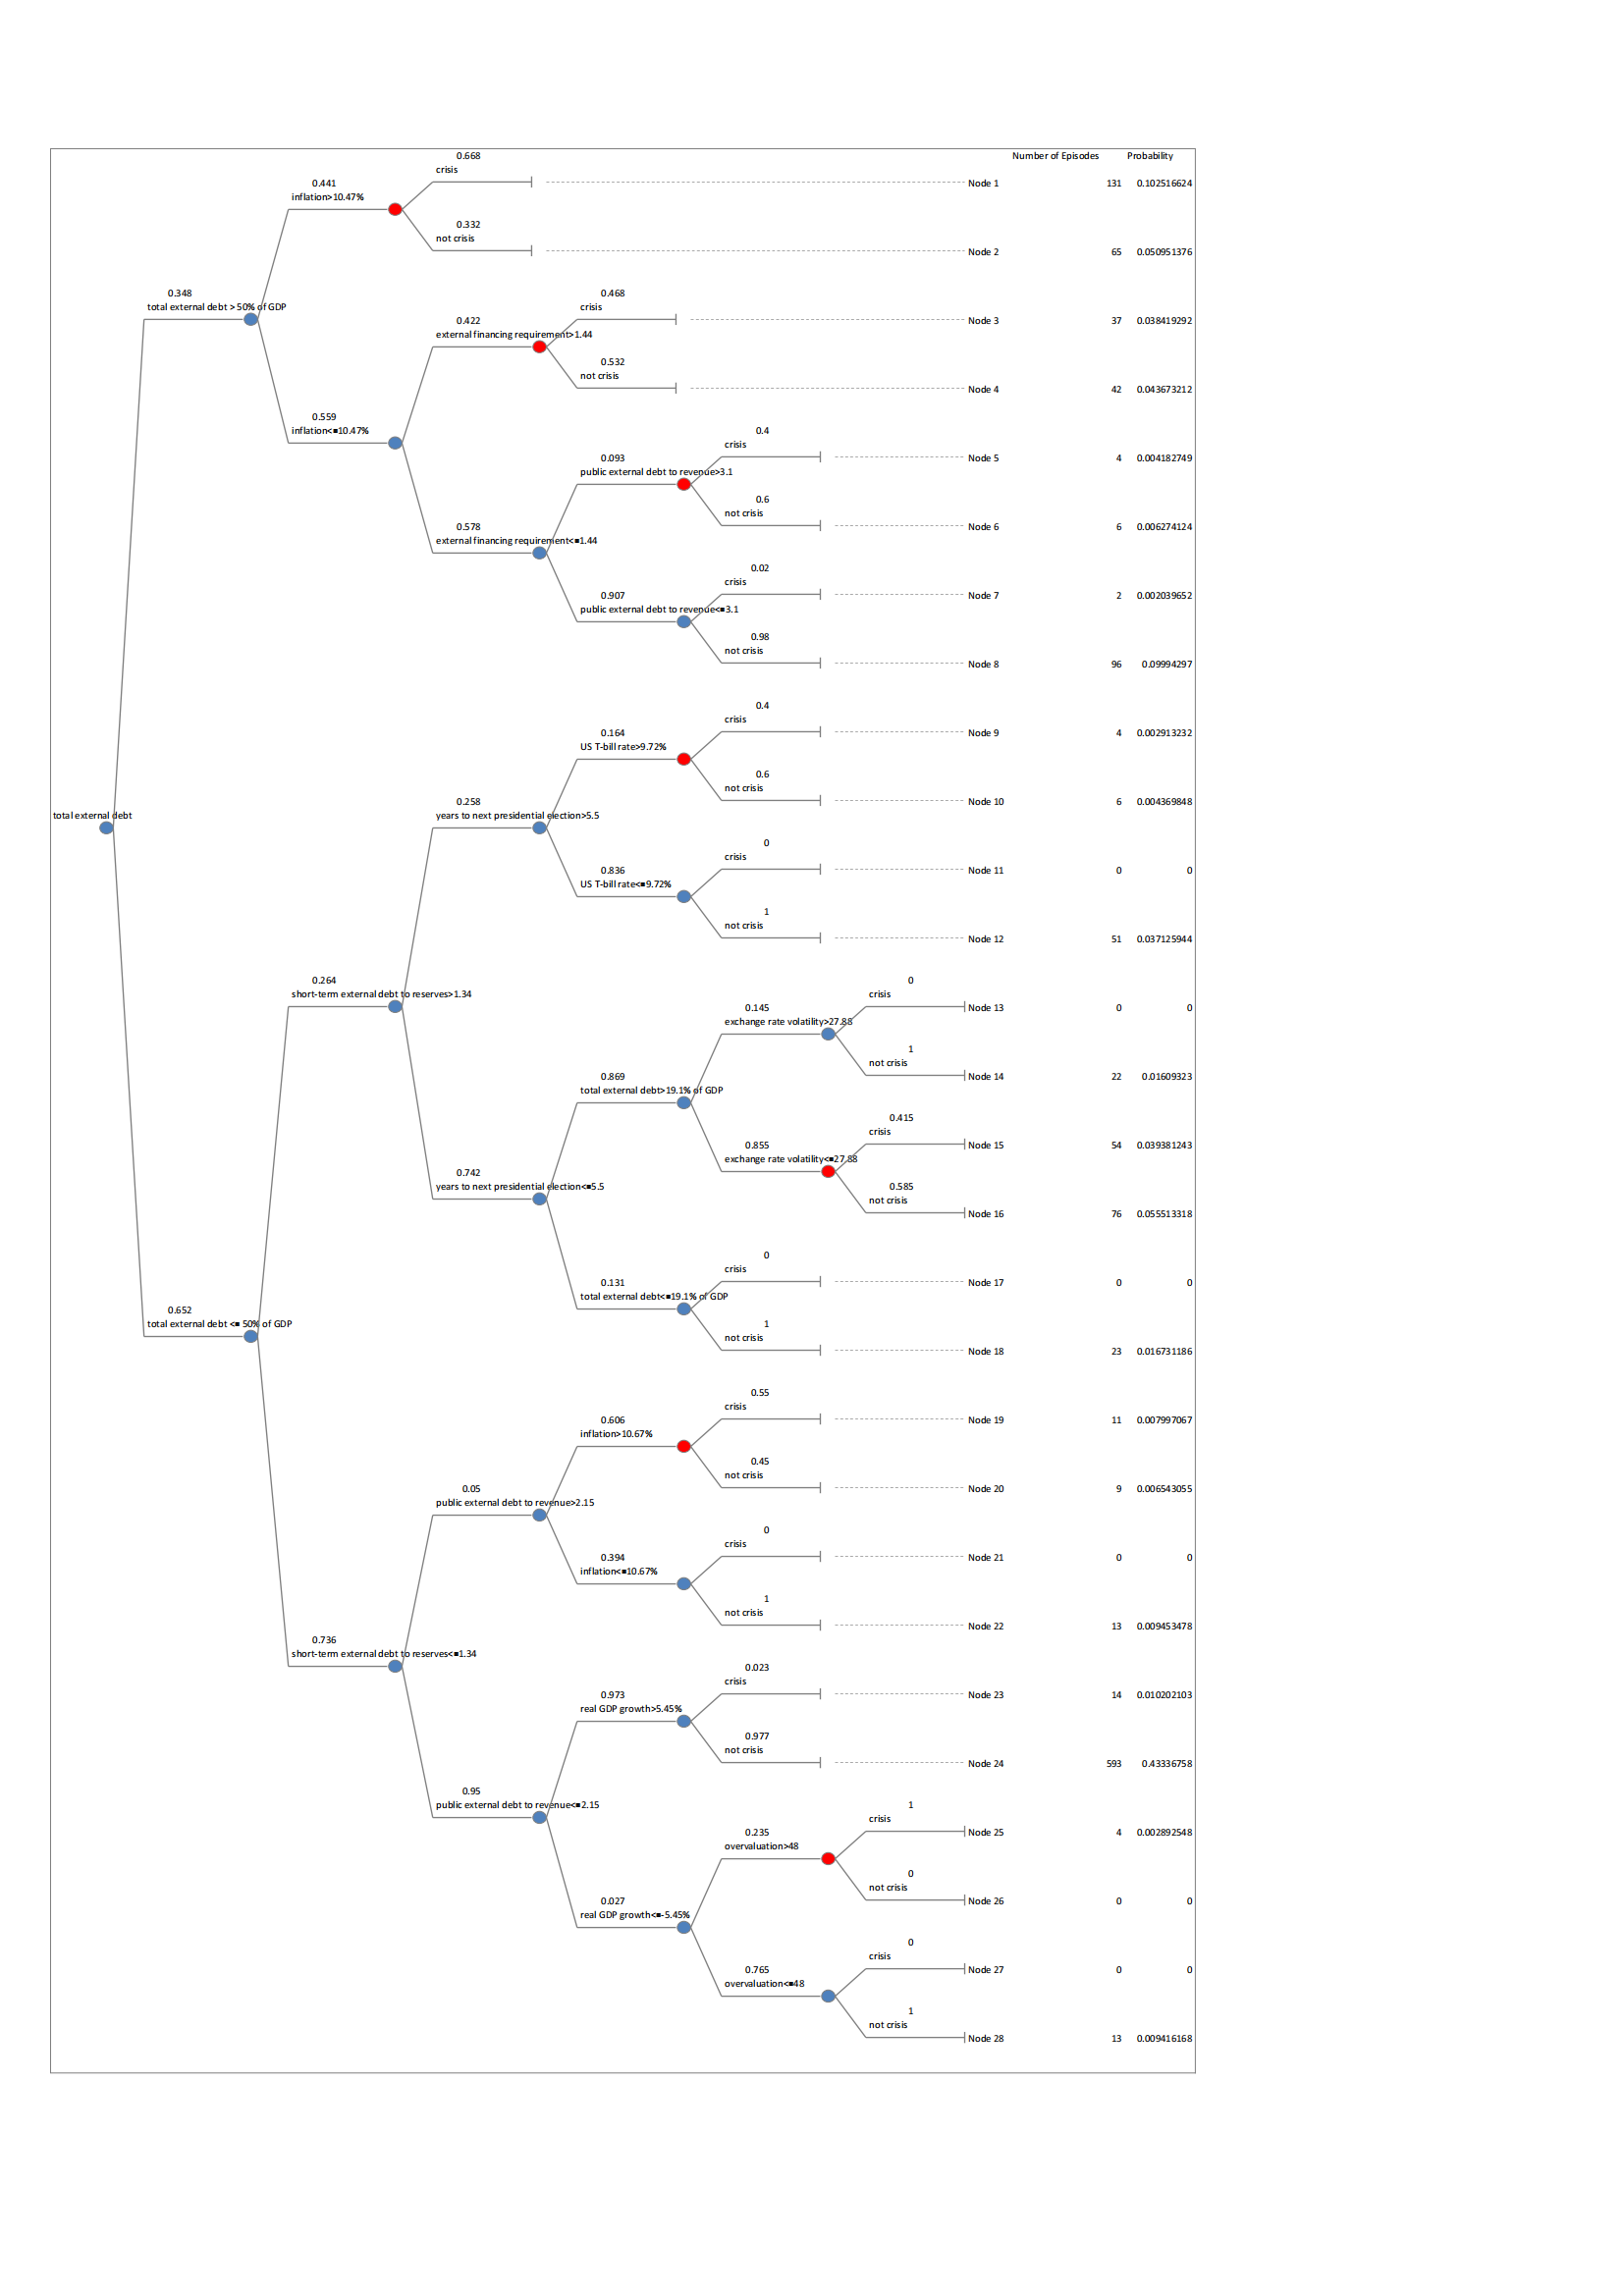 Number of Episodes Probability
0.668
crisis
0.441
inflation>10.47%
Node 1 131 0.102516624
0.332
not crisis
Node 2 65 0.050951376
0.348
total external debt > 50% of GDP
0.468
crisis
0.422
external financing requirement>1.44
Node 3 37 0.038419292
0.532
not crisis
Node 4 42 0.043673212
0.559
inflation<■10.47%
0.4
crisis
0.093
public external debt to revenue>3.1
Node 5 4 0.004182749
0.6
not crisis
Node 6 6 0.006274124
0.578
external financing requirement<■1.44
0.02
crisis
0.907
public external debt to revenue<■3.1
Node 7 2 0.002039652
0.98
not crisis
Node 8 96 0.09994297
0.4
crisis
0.164
US T-bill rate>9.72%
Node 9 4 0.002913232
0.6
not crisis
Node 10 6 0.004369848
0.258
years to next presidential election>5.5
total external debt
0
crisis
0.836
US T-bill rate<■9.72%
Node 11 0 0
1
not crisis
Node 12 51 0.037125944
0.264
short-term external debt to reserves>1.34
0
crisis
0.145
exchange rate volatility>27.88
Node 13 0 0
1
not crisis
Node 14 22 0.01609323
0.869
total external debt>19.1% of GDP
0.415
crisis
0.855
exchange rate volatility<■27.88
Node 15 54 0.039381243
0.742
years to next presidential election<■5.5
0.585
not crisis
Node 16 76 0.055513318
0
crisis
0.131
total external debt<■19.1% of GDP
Node 17 0 0
0.652
total external debt <■ 50% of GDP
1
not crisis
Node 18 23 0.016731186
0.55
crisis
0.606
inflation>10.67%
Node 19 11 0.007997067
0.45
not crisis
Node 20 9 0.006543055
0.05
public external debt to revenue>2.15
0
crisis
0.394
inflation<■10.67%
Node 21 0 0
1
not crisis
Node 22 13 0.009453478
0.736
short-term external debt to reserves<■1.34
0.023
crisis
0.973
real GDP growth>5.45%
Node 23 14 0.010202103
0.977
not crisis
Node 24 593 0.43336758
0.95
public external debt to revenue<■2.15
1
crisis
0.235
overvaluation>48
Node 25 4 0.002892548
0
not crisis
Node 26 0 0
0.027
real GDP growth<■-5.45%
0
crisis
0.765
overvaluation<■48
Node 27 0 0
1
not crisis
Node 28 13 0.009416168